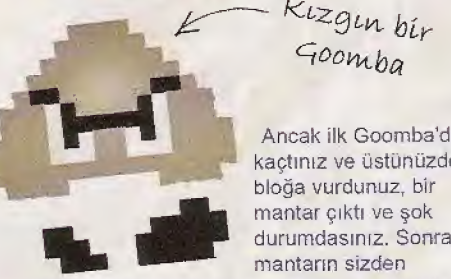 Kızgın bir
Goomba
Ancak ilk Goomba'd
kaçtınız ve üstünüzde
bloğa vurdunuz, bir
mantar çıktı ve şok
durumdasınız. Sonra
mantarın sizden